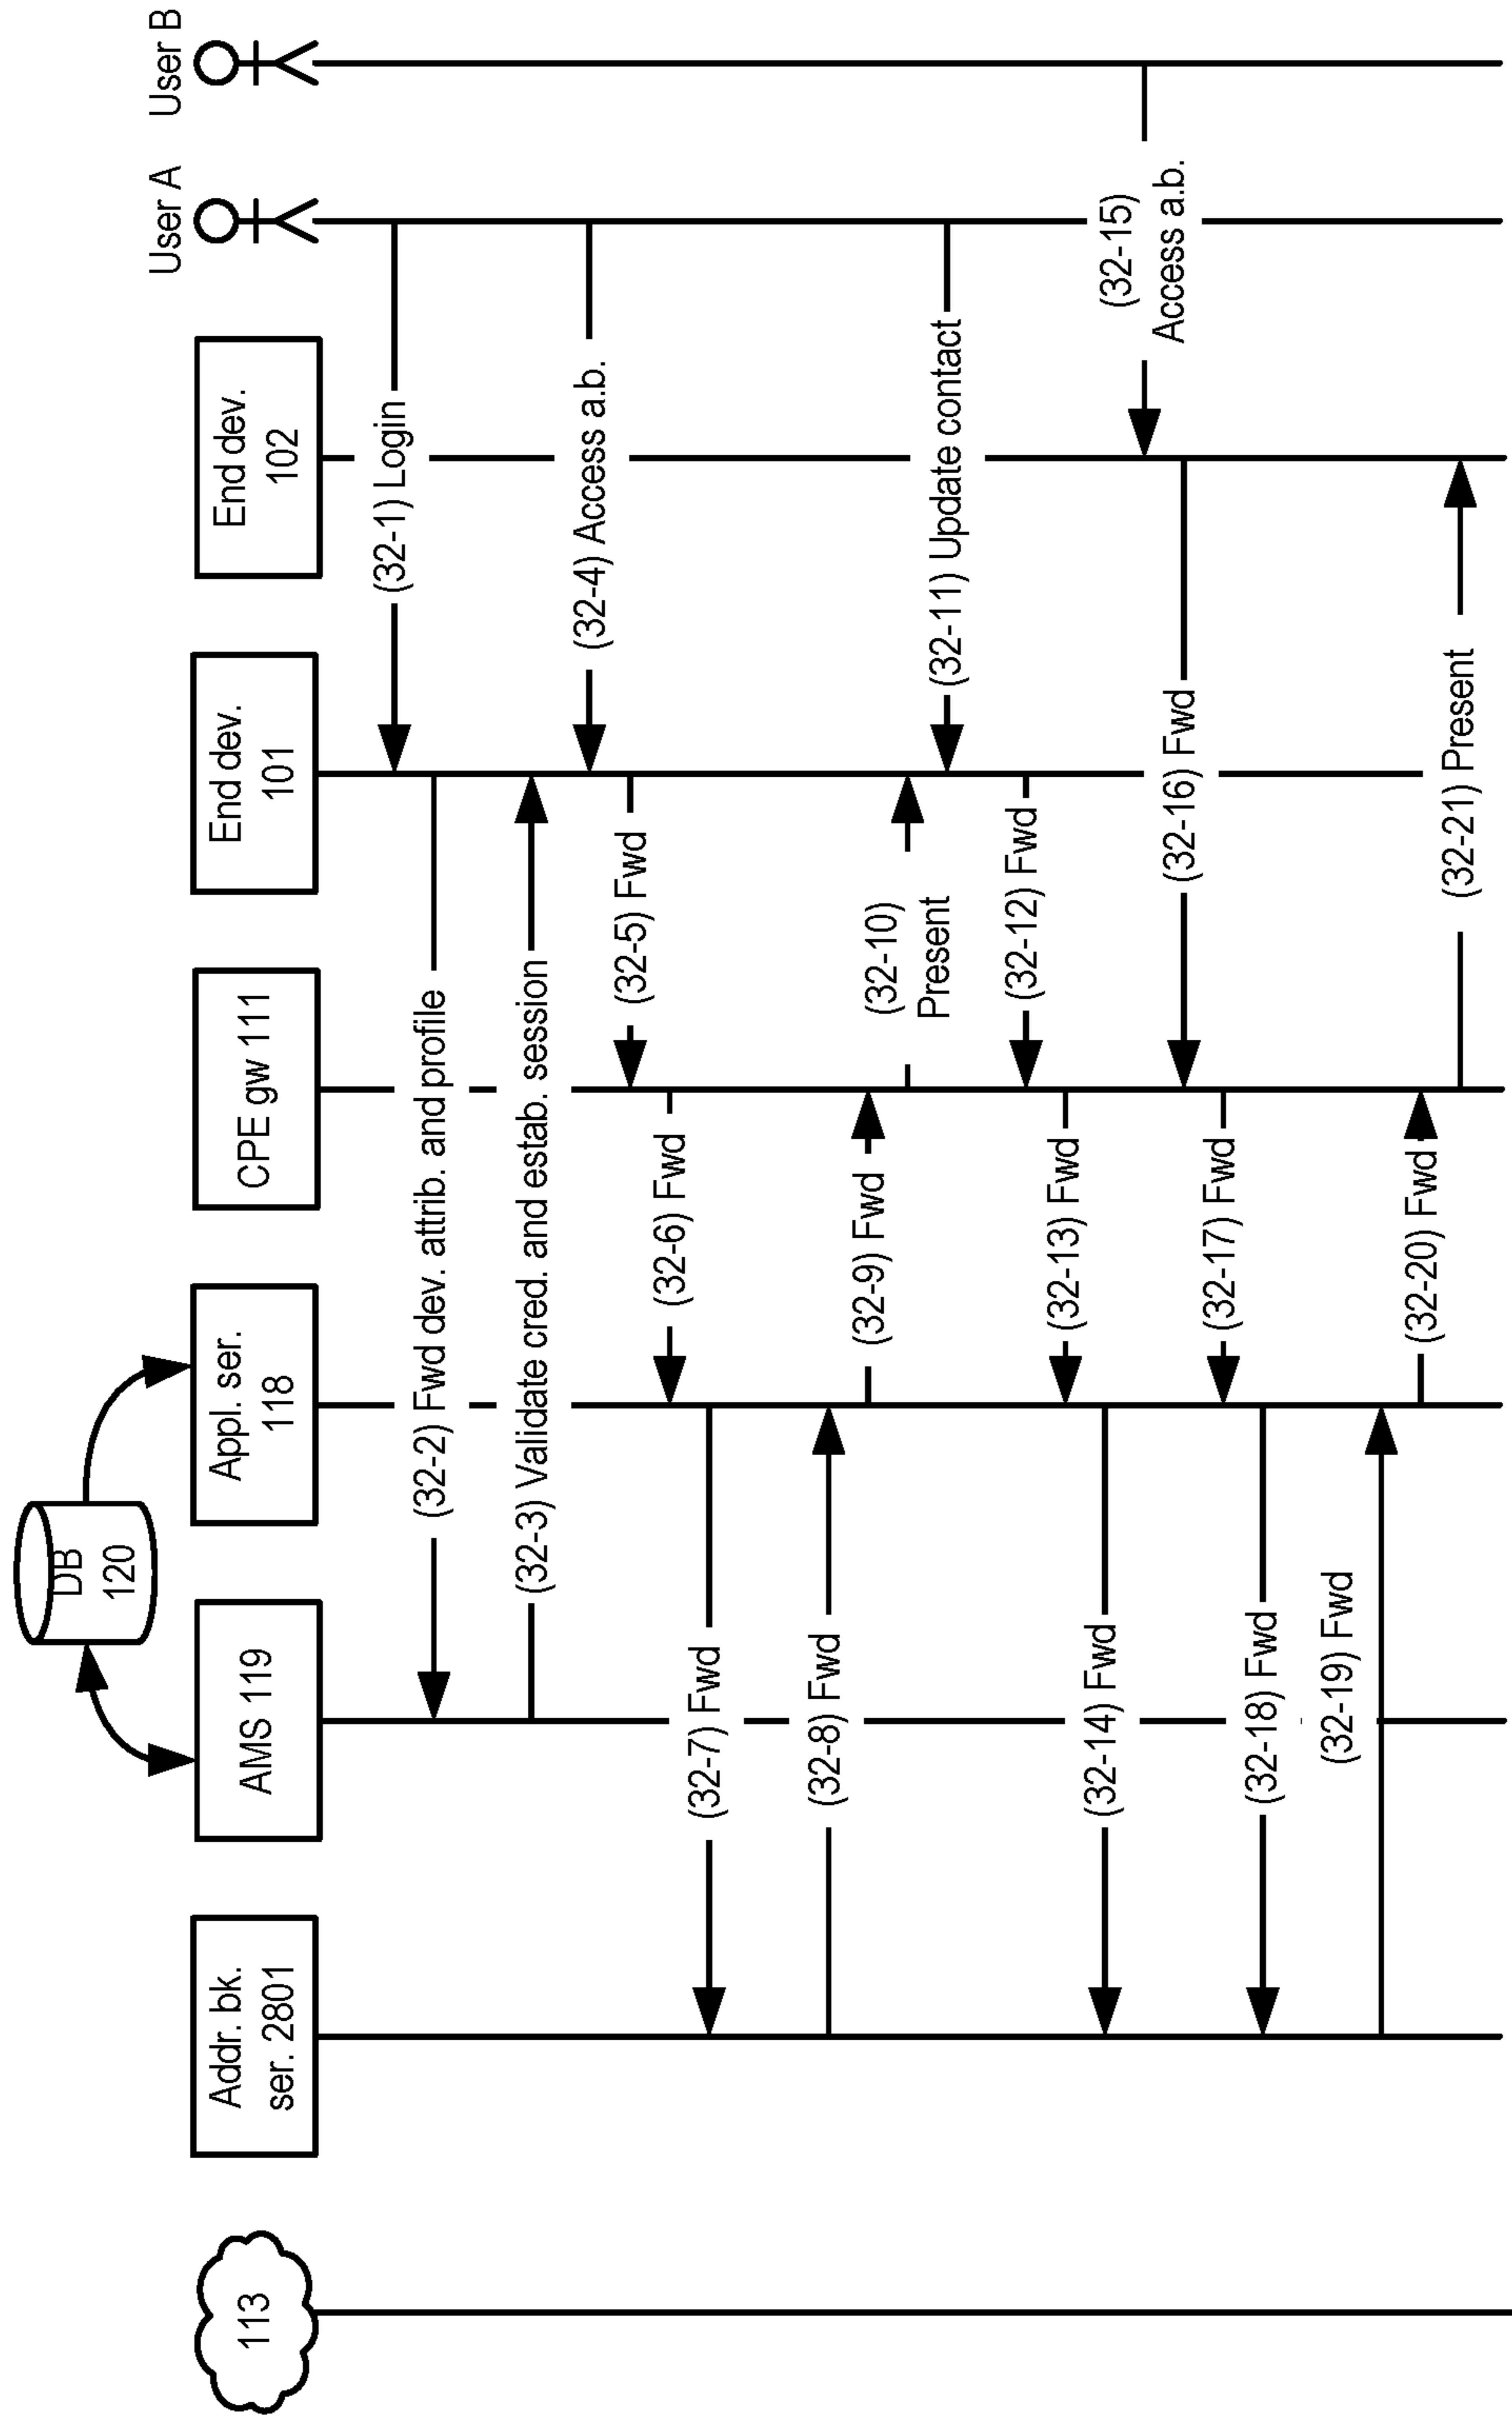 DB
120
113
Addr. bk.
ser. 2801
AMS 119
Appl. ser.
118
CPE gw 111
End dev.
101
End dev.
102
User A
User B
(32-1) Login
(32-2) Fwd dev. attrib. and profile
(32-3) Validate cred. and estab. session
(32-4) Access a.b.
(32-5) Fwd
(32-6) Fwd
(32-7) Fwd
(32-8) Fwd
(32-9) Fwd
(32-10)
Present
(32-11) Update contact
(32-12) Fwd
(32-13) Fwd
(32-14) Fwd
(32-15)
Access a.b.
(32-16) Fwd
(32-17) Fwd
(32-18) Fwd
(32-19) Fwd
(32-20) Fwd
(32-21) Present